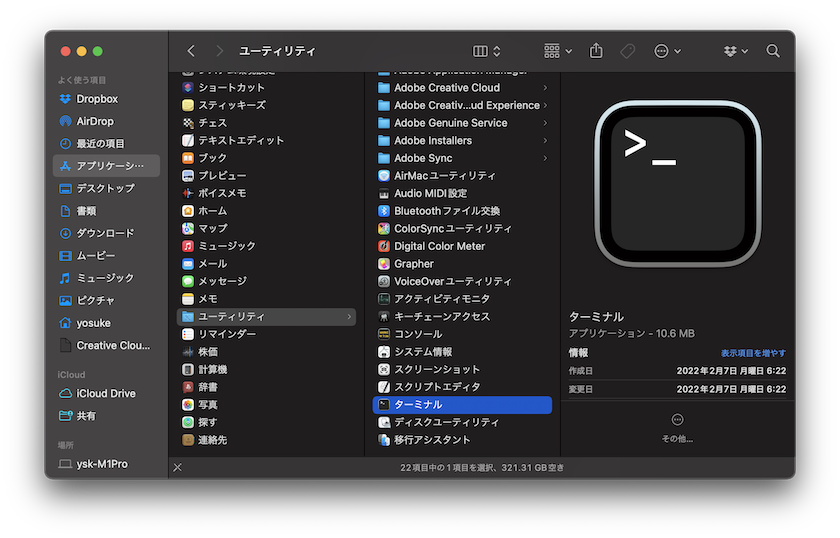 ユーティリティ
よく使う項目
Dropbox
AirDrop
最近の項目
アプリケーシ…
デスクトップ
書類
ダウンロード
ムービー
ミュージック
ピクチャ
yosuke
Creative Clou...
iCloud
iCloud Drive
共有
場所
ysk-M1Pro
ショートカット
スティッキーズ
チェス
テキストエディット
ブック
プレビュー
ボイスメモ
ホーム
マップ
ミュージック
メール
メッセージ
メモ
ユーティリティ
リマインダー
株価
計算機
辞書
写真
探す
連絡先
Adobe Application Manager
Adobe Creative Cloud
Adobe Creativ...ud Experience
Adobe Genuine Service
Adobe Installers
Adobe Sync
AirMacユーティリティ
Audio MIDI設定
Bluetoothファイル交換
ColorSyncユーティリティ
Digital Color Meter
Grapher
VoiceOverユーティリティ
アクティビティモニタ
キーチェーンアクセス
コンソール
システム情報
スクリーンショット
スクリプトエディタ
ターミナル
ディスクユーティリティ
移行アシスタント
>_
ターミナル
アプリケーション - 10.6 MB
情報 表示項目を増やす
作成日 2022年2月7日 月曜日 6:22
変更日 2022年2月7日 月曜日 6:22
その他...
22項目中の1項目を選択、321.31 GB空き